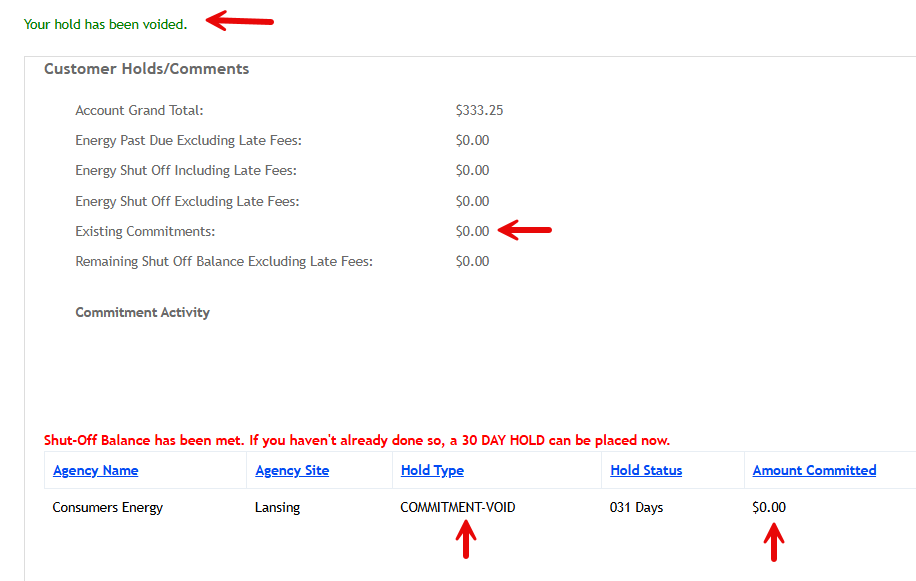 Your hold has been voided.
Customer Holds/Comments
Account Grand Total: $333.25
Energy Past Due Excluding Late Fees: $0.00
Energy Shut Off Including Late Fees: $0.00
Energy Shut Off Excluding Late Fees: $0.00
Existing Commitments: $0.00
Remaining Shut Off Balance Excluding Late Fees: $0.00
Commitment Activity
Shut-Off Balance has been met. If you haven't already done so, a 30 DAY HOLD can be placed now.
Agency Name Agency Site Hold Type Hold Status Amount Committed
Consumers Energy Lansing COMMITMENT-VOID 031 Days $0.00